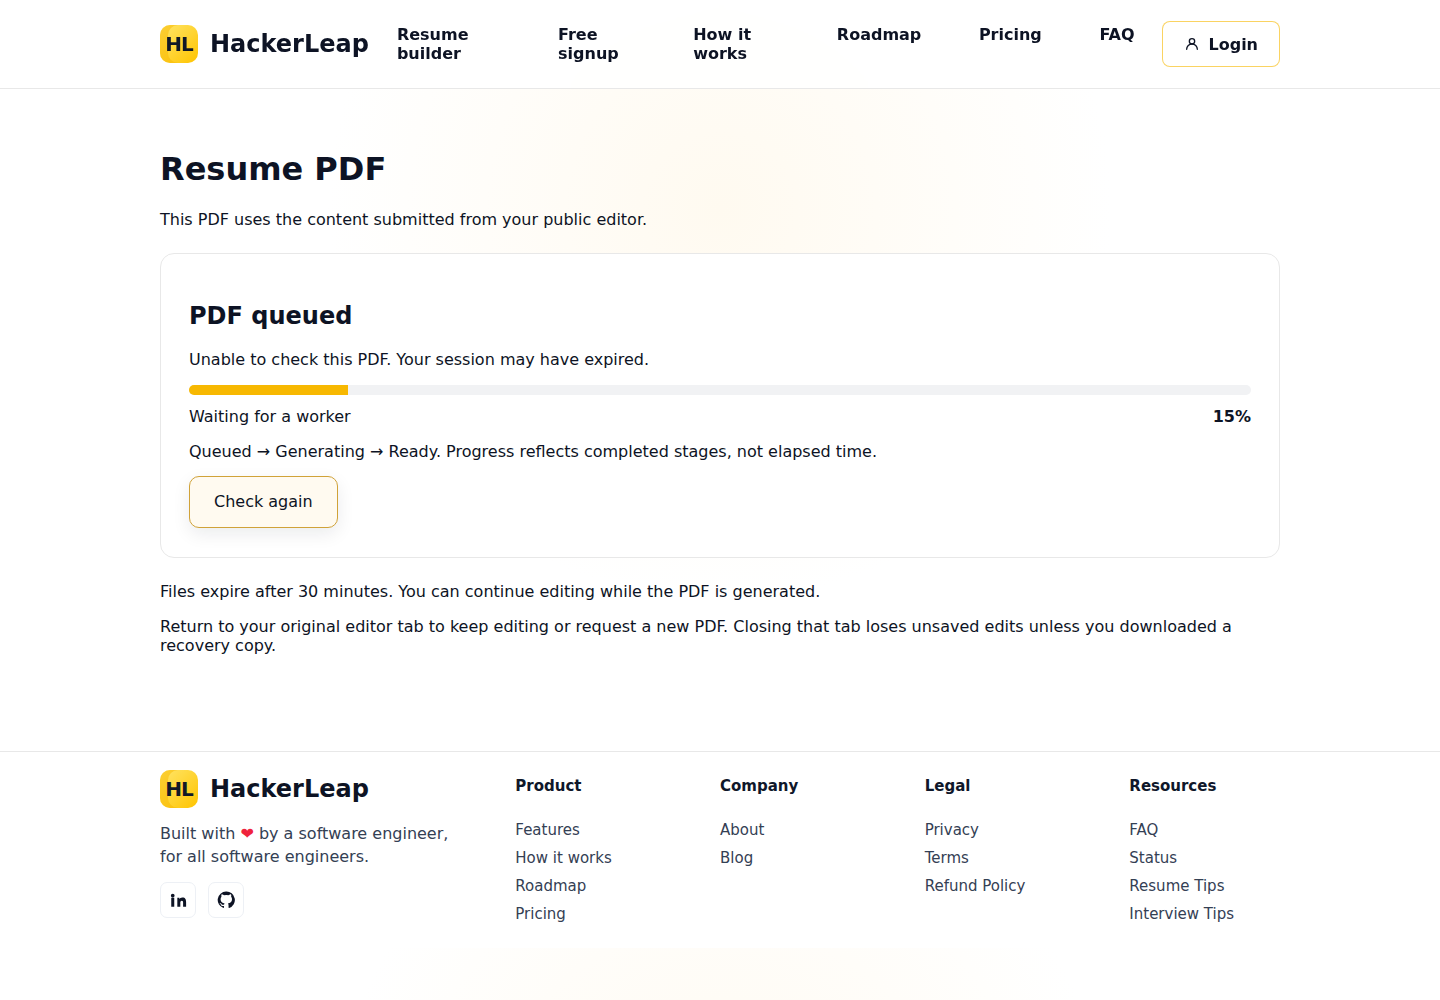 HL HackerLeap
Resume builder
Free signup
How it works
Roadmap
Pricing
FAQ
Login
Resume PDF
This PDF uses the content submitted from your public editor.
PDF queued
Unable to check this PDF. Your session may have expired.
Waiting for a worker 15%
Queued → Generating → Ready. Progress reflects completed stages, not elapsed time.
Check again
Files expire after 30 minutes. You can continue editing while the PDF is generated.
Return to your original editor tab to keep editing or request a new PDF. Closing that tab loses unsaved edits unless you downloaded a
recovery copy.
HL HackerLeap
Built with ❤ by a software engineer,
for all software engineers.
Product
Features
How it works
Roadmap
Pricing
Company
About
Blog
Legal
Privacy
Terms
Refund Policy
Resources
FAQ
Status
Resume Tips
Interview Tips